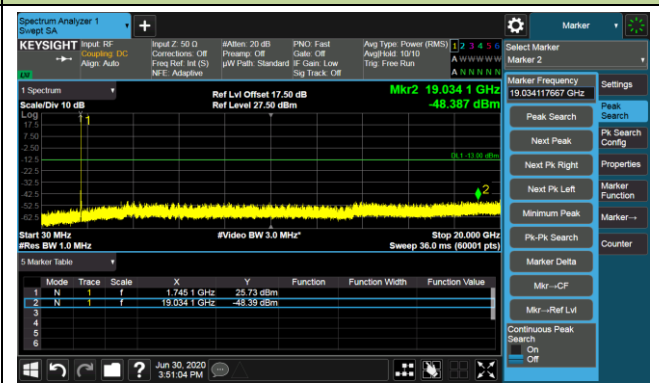 Spectrum Analyzer 1
Swept SA
+
Marker
KEYSIGHT Input: RF
Coupling: DC
Align: Auto
Input Z: 50 Ω
Corrections: Off
Freq Ref: Int (S)
NFE: Adaptive
#Atten: 20 dB
Preamp: Off
µW Path: Standard
PNO: Fast
Gate: Off
IF Gain: Low
Sig Track: Off
Avg Type: Power (RMS)
Avg|Hold: 10/10
Trig: Free Run
1 2 3 4 5 6
A W W W W W
A N N N N N
Select Marker
Marker 2
1 Spectrum
Scale/Div 10 dB
Ref Lvl Offset 17.50 dB
Ref Level 27.50 dBm
Mkr2 19.034 1 GHz
-48.387 dBm
Log
17.5
7.50
-2.50
-12.5
-22.5
-32.5
-42.5
-52.5
-62.5
1
DL1 -13.00 dBm
2
Start 30 MHz
#Res BW 1.0 MHz
#Video BW 3.0 MHz*
Stop 20.000 GHz
Sweep 36.0 ms (60001 pts)
5 Marker Table
Mode Trace Scale X Y Function Function Width Function Value
1 N 1 f 1.745 1 GHz 25.73 dBm
2 N 1 f 19.034 1 GHz -48.39 dBm
3
4
5
6
Jun 30, 2020
3:51:04 PM
Marker Frequency
19.034117667 GHz
Peak Search
Next Peak
Next Pk Right
Next Pk Left
Minimum Peak
Pk-Pk Search
Marker Delta
Mkr→CF
Mkr→Ref Lvl
Continuous Peak
Search
On
Off
Settings
Peak
Search
Pk Search
Config
Properties
Marker
Function
Marker→
Counter